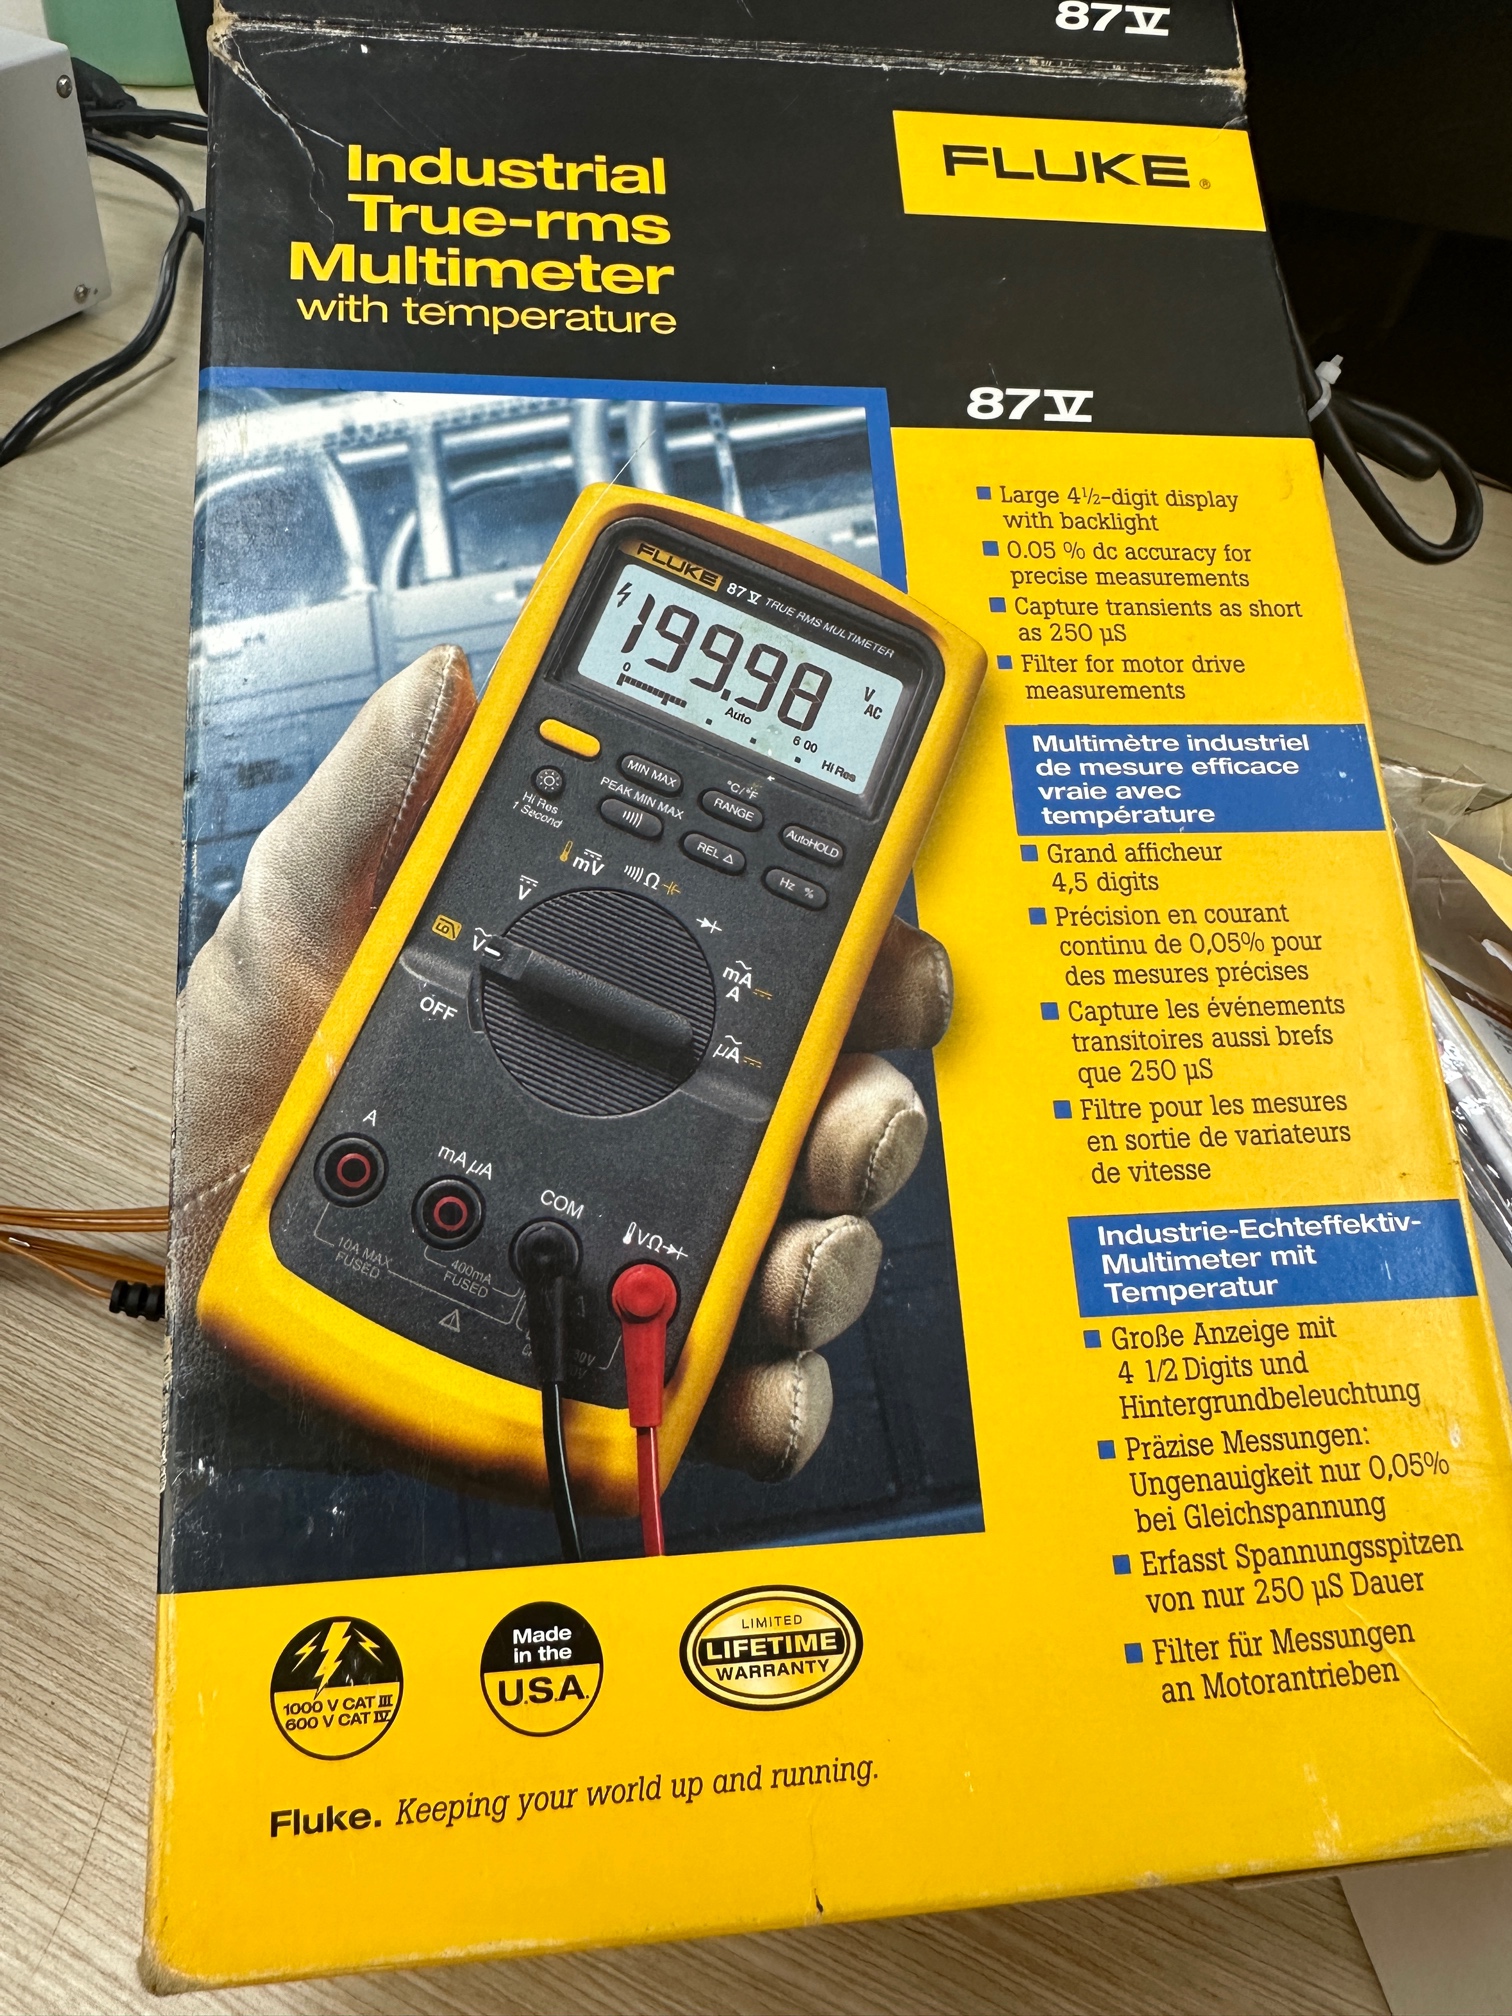 87V
FLUKE®
Industrial
True-rms
Multimeter
with temperature
87V
Large 4½-digit display
with backlight
0.05 % dc accuracy for
precise measurements
Capture transients as short
as 250 µS
Filter for motor drive
measurements
Multimètre industriel
de mesure efficace
vraie avec
température
Grand afficheur
4,5 digits
Précision en courant
continu de 0,05% pour
des mesures précises
Capture les événements
transitoires aussi brefs
que 250 µS
Filtre pour les mesures
en sortie de variateurs
de vitesse
Industrie-Echteffektiv-
Multimeter mit
Temperatur
Große Anzeige mit
4 1/2 Digits und
Hintergrundbeleuchtung
Präzise Messungen:
Ungenauigkeit nur 0,05%
bei Gleichspannung
Erfasst Spannungsspitzen
von nur 250 µS Dauer
Filter für Messungen
an Motorantrieben
FLUKE 87V TRUE RMS MULTIMETER
199.98
V
AC
0
Auto
6 00
Hi Res
MIN MAX
°C/°F
RANGE
AutoHOLD
Hi Res
1 Second
PEAK MIN MAX
REL Δ
Hz %
mV
Ω
V
V
OFF
mA
A
µA
A
mA µA
COM
VΩ
10A MAX
FUSED
400mA
FUSED
1000 V CAT III
600 V CAT IV
Made
in the
U.S.A.
LIMITED
LIFETIME
WARRANTY
Fluke. Keeping your world up and running.